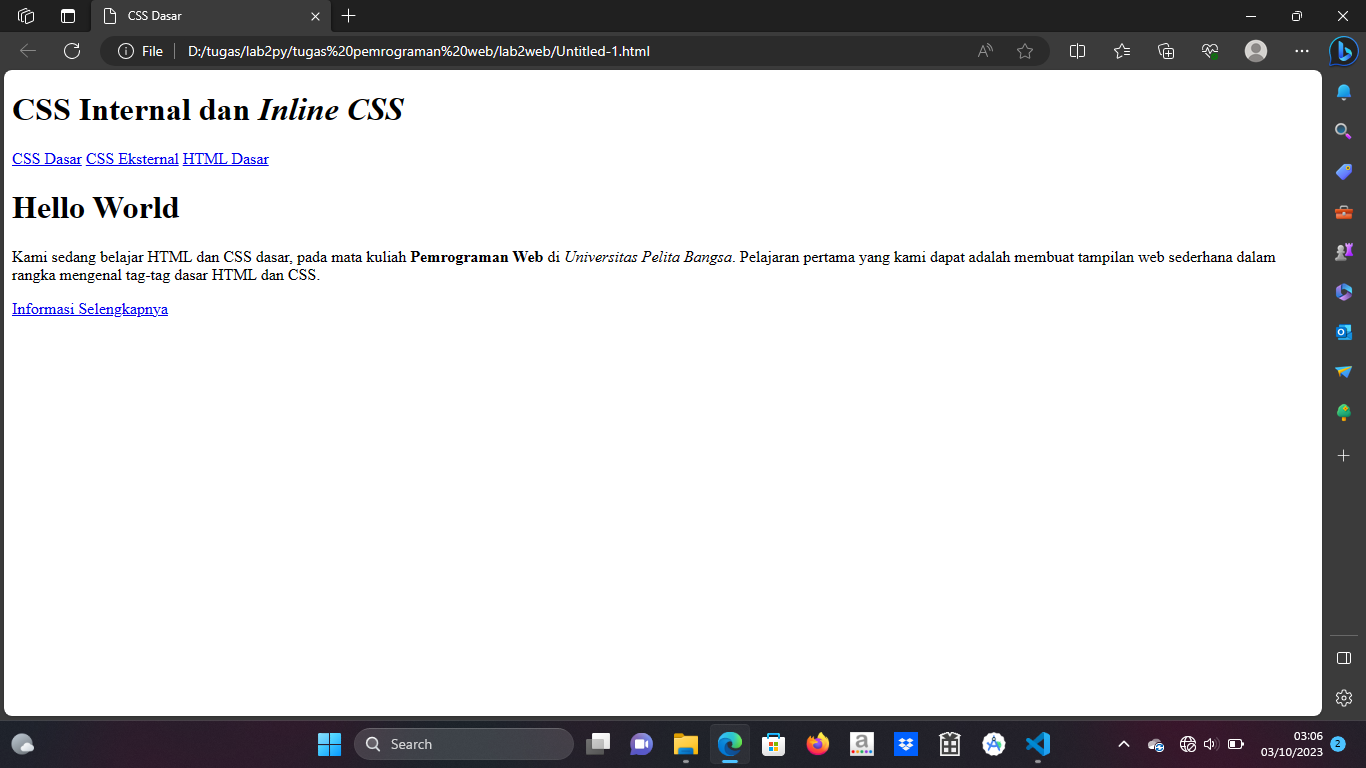 CSS Dasar
File D:/tugas/lab2py/tugas%20pemrograman%20web/lab2web/Untitled-1.html
CSS Internal dan Inline CSS
CSS Dasar CSS Eksternal HTML Dasar
Hello World
Kami sedang belajar HTML dan CSS dasar, pada mata kuliah Pemrograman Web di Universitas Pelita Bangsa. Pelajaran pertama yang kami dapat adalah membuat tampilan web sederhana dalam
rangka mengenal tag-tag dasar HTML dan CSS.
Informasi Selengkapnya
Search
03:06
03/10/2023
2